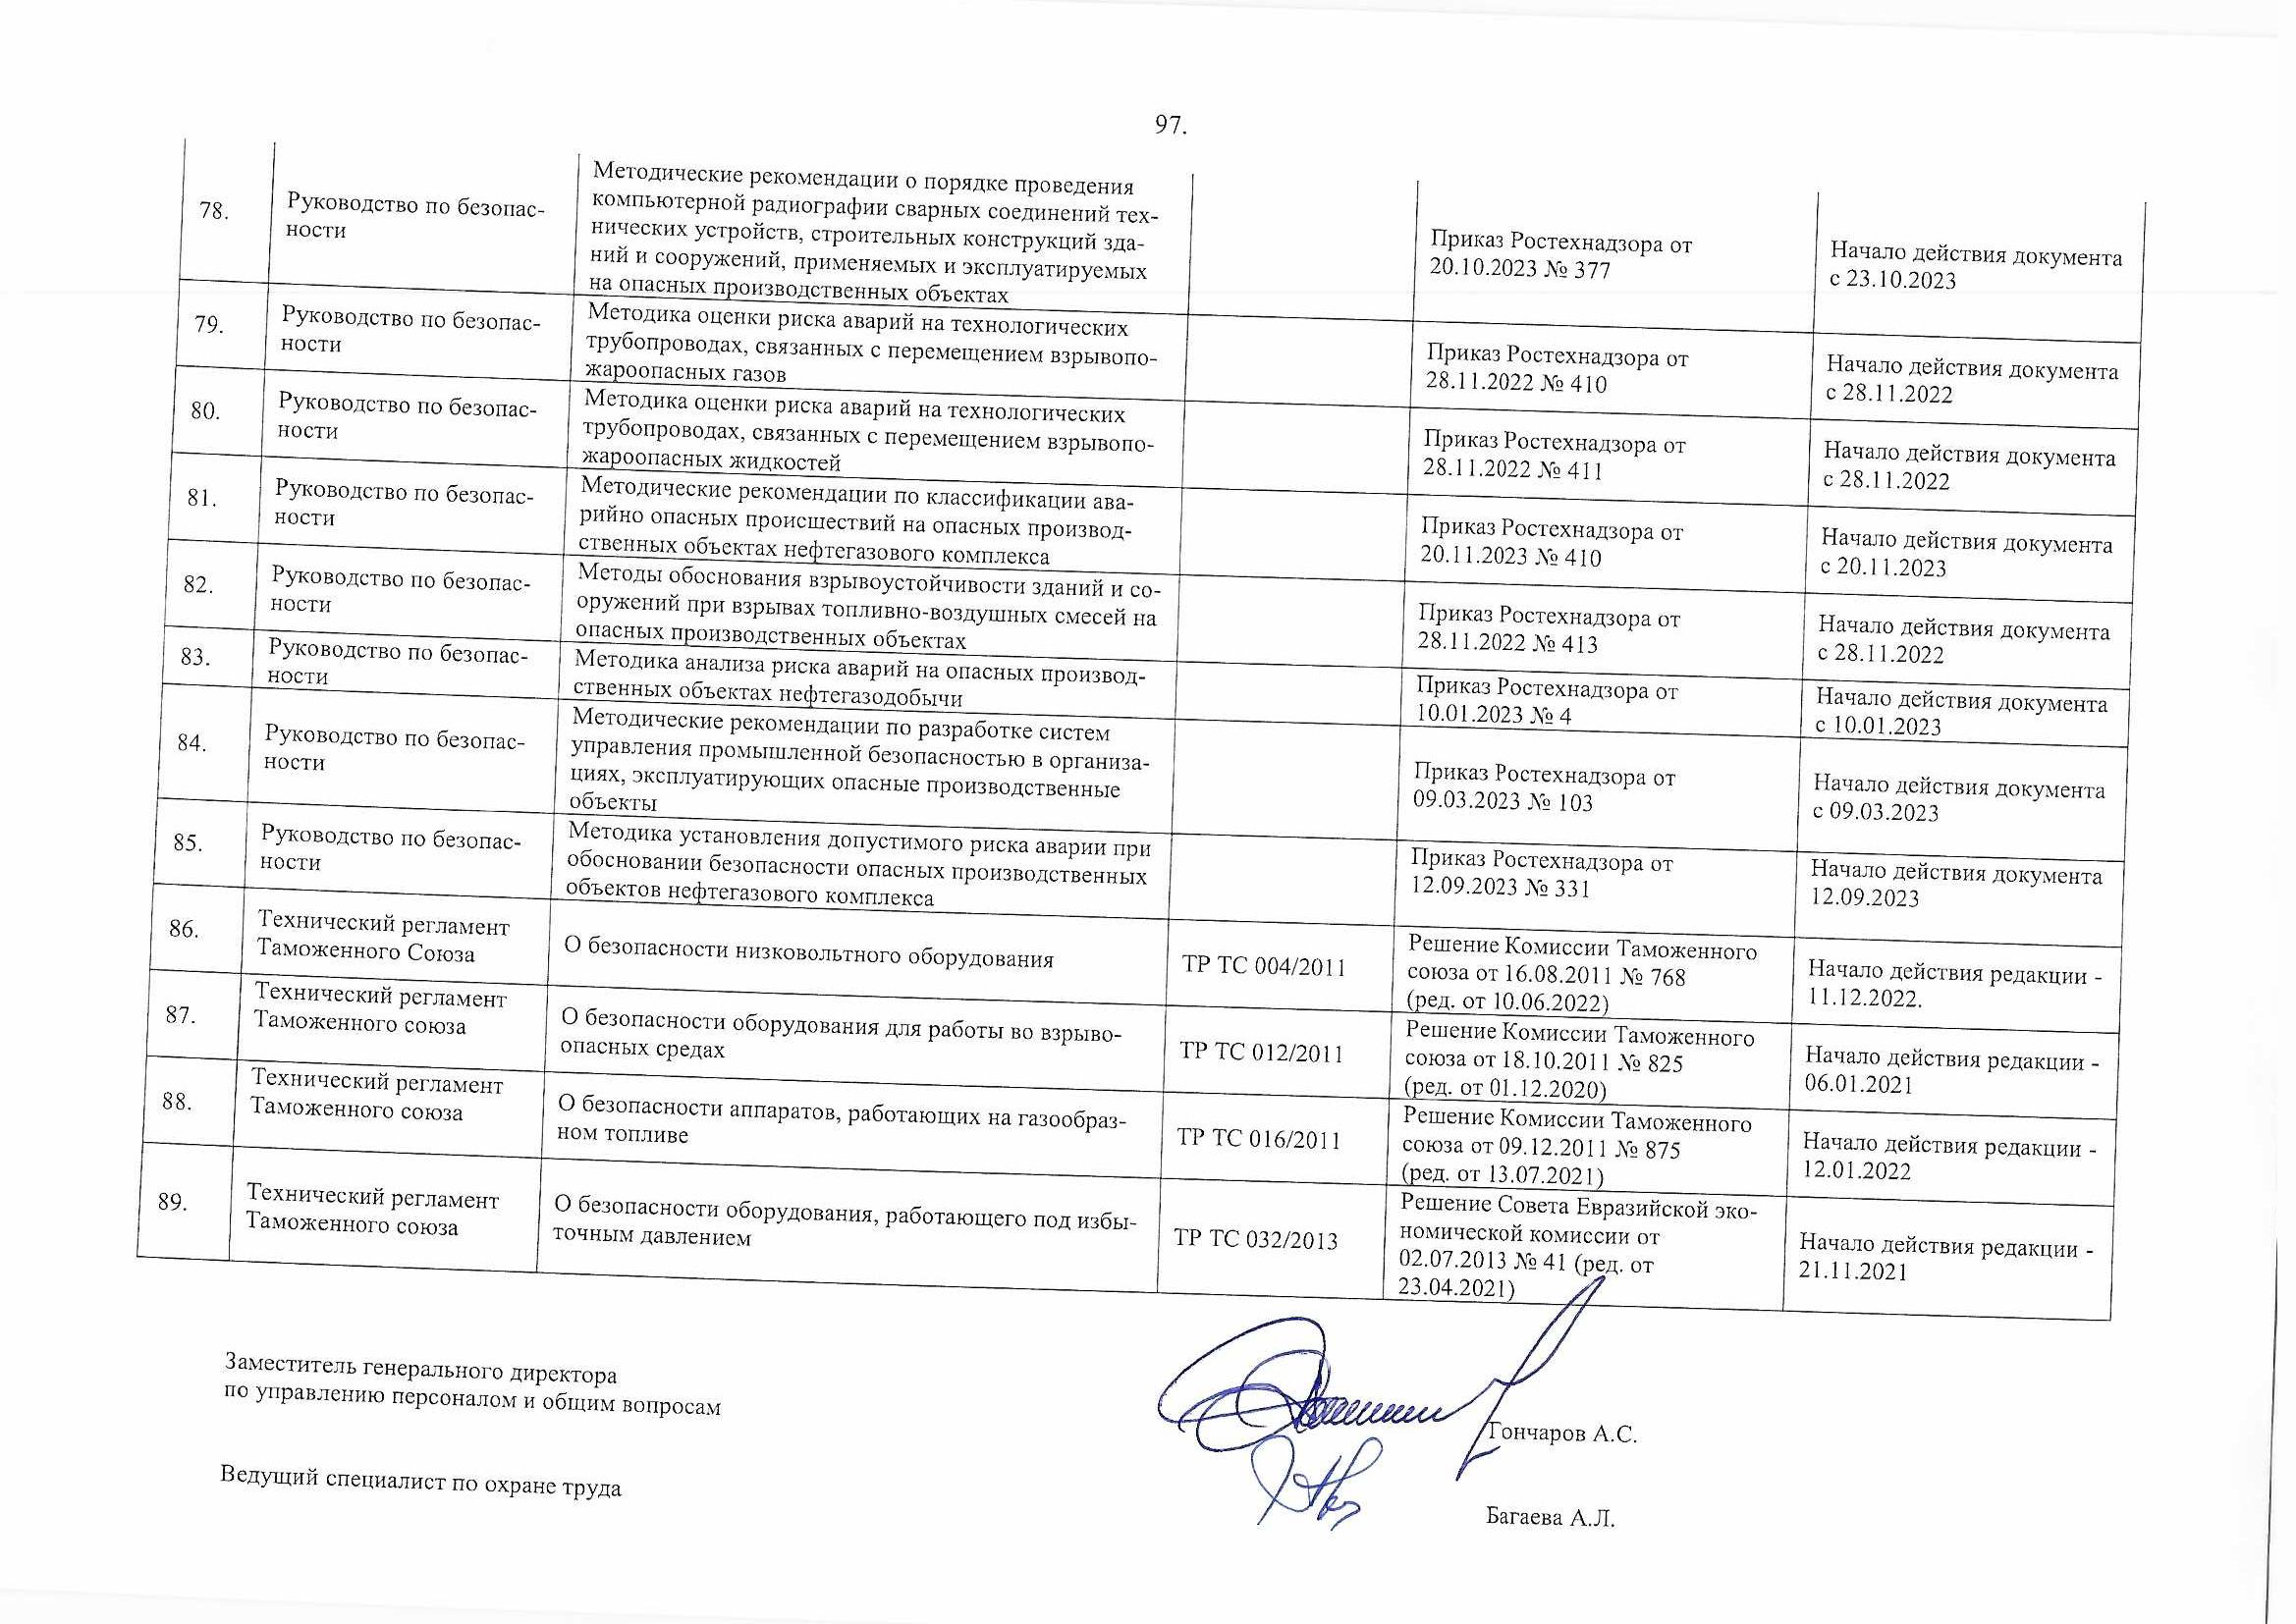 97.
78.
Руководство по безопас-
ности
Методические рекомендации о порядке проведения
компьютерной радиографии сварных соединений тех-
нических устройств, строительных конструкций зда-
ний и сооружений, применяемых и эксплуатируемых
на опасных производственных объектах
Приказ Ростехнадзора от
20.10.2023 № 377
Начало действия документа
с 23.10.2023
79.
Руководство по безопас-
ности
Методика оценки риска аварий на технологических
трубопроводах, связанных с перемещением взрывопо-
жароопасных газов
Приказ Ростехнадзора от
28.11.2022 № 410
Начало действия документа
с 28.11.2022
80.
Руководство по безопас-
ности
Методика оценки риска аварий на технологических
трубопроводах, связанных с перемещением взрывопо-
жароопасных жидкостей
Приказ Ростехнадзора от
28.11.2022 № 411
Начало действия документа
с 28.11.2022
81.
Руководство по безопас-
ности
Методические рекомендации по классификации ава-
рийно опасных происшествий на опасных производ-
ственных объектах нефтегазового комплекса
Приказ Ростехнадзора от
20.11.2023 № 410
Начало действия документа
с 20.11.2023
82.
Руководство по безопас-
ности
Методы обоснования взрывоустойчивости зданий и со-
оружений при взрывах топливно-воздушных смесей на
опасных производственных объектах
Приказ Ростехнадзора от
28.11.2022 № 413
Начало действия документа
с 28.11.2022
83.
Руководство по безопас-
ности
Методика анализа риска аварий на опасных производ-
ственных объектах нефтегазодобычи
Приказ Ростехнадзора от
10.01.2023 № 4
Начало действия документа
с 10.01.2023
84.
Руководство по безопас-
ности
Методические рекомендации по разработке систем
управления промышленной безопасностью в организа-
циях, эксплуатирующих опасные производственные
объекты
Приказ Ростехнадзора от
09.03.2023 № 103
Начало действия документа
с 09.03.2023
85.
Руководство по безопас-
ности
Методика установления допустимого риска аварии при
обосновании безопасности опасных производственных
объектов нефтегазового комплекса
Приказ Ростехнадзора от
12.09.2023 № 331
Начало действия документа
12.09.2023
86.
Технический регламент
Таможенного Союза
О безопасности низковольтного оборудования
ТР ТС 004/2011
Решение Комиссии Таможенного
союза от 16.08.2011 № 768
(ред. от 10.06.2022)
Начало действия редакции -
11.12.2022.
87.
Технический регламент
Таможенного союза
О безопасности оборудования для работы во взрыво-
опасных средах
ТР ТС 012/2011
Решение Комиссии Таможенного
союза от 18.10.2011 № 825
(ред. от 01.12.2020)
Начало действия редакции -
06.01.2021
88.
Технический регламент
Таможенного союза
О безопасности аппаратов, работающих на газообраз-
ном топливе
ТР ТС 016/2011
Решение Комиссии Таможенного
союза от 09.12.2011 № 875
(ред. от 13.07.2021)
Начало действия редакции -
12.01.2022
89.
Технический регламент
Таможенного союза
О безопасности оборудования, работающего под избы-
точным давлением
ТР ТС 032/2013
Решение Совета Евразийской эко-
номической комиссии от
02.07.2013 № 41 (ред. от
23.04.2021)
Начало действия редакции -
21.11.2021
Заместитель генерального директора
по управлению персоналом и общим вопросам
Гончаров А.С.
Ведущий специалист по охране труда
Багаева А.Л.